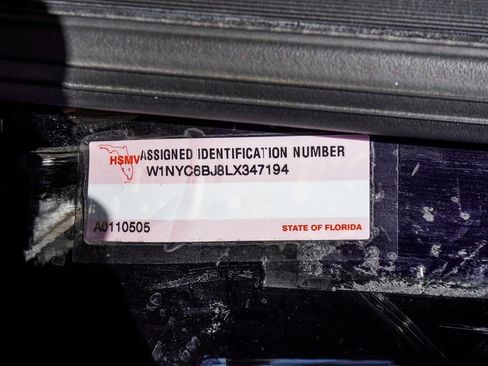 HSMV ASSIGNED IDENTIFICATION NUMBER
W1NYC6BJ8LX347194
A0110505 STATE OF FLORIDA